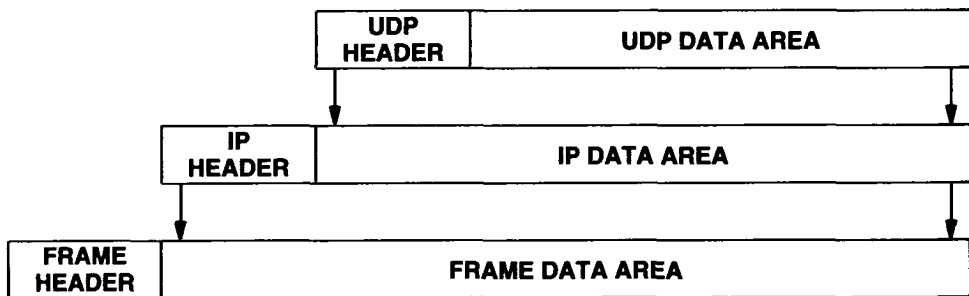 UDP
HEADER
UDP DATA AREA
IP
HEADER
IP DATA AREA
FRAME
HEADER
FRAME DATA AREA